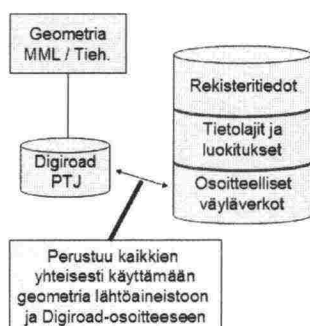 Geometria
MML / Tieh.
Rekisteritiedot
Tietolajit ja
luokitukset
Digiroad
PTJ
Osoitteelliset
väyläverkot
Perustuu kaikkien
yhteisesti käyttämään
geometria lähtöaineistoon
ja Digiroad-osoitteeseen